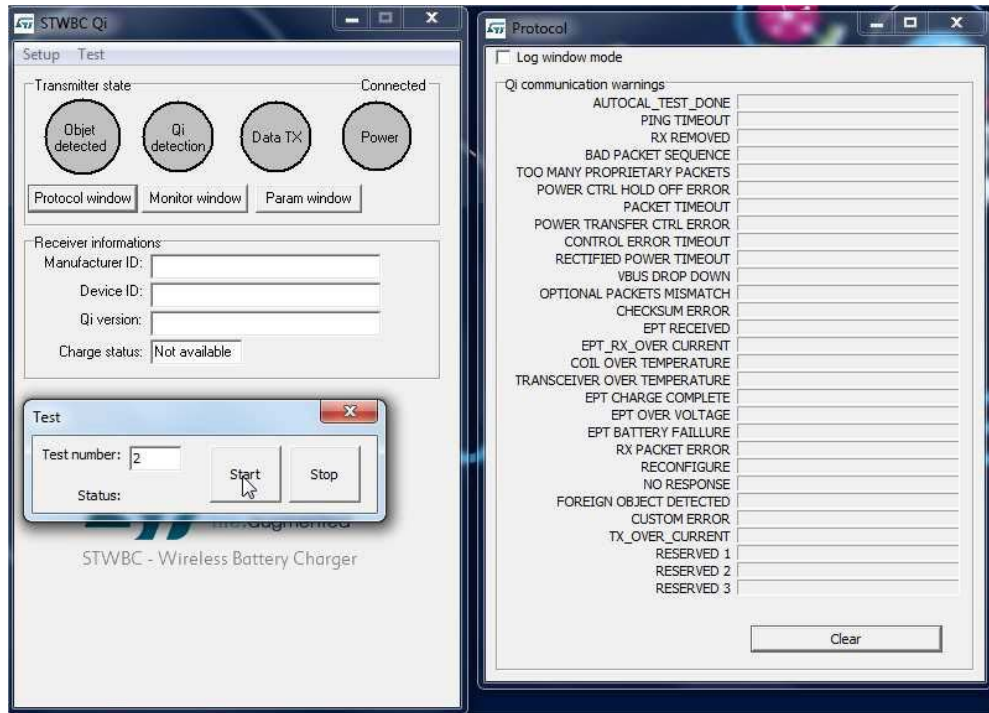 STWBC Qi
Setup Test
Transmitter state Connected
Objet detected
Qi detection
Data TX
Power
Protocol window Monitor window Param window
Receiver informations
Manufacturer ID:
Device ID:
Qi version:
Charge status: Not available
Test
Test number: 2
Start
Stop
Status:
STWBC - Wireless Battery Charger
Protocol
Log window mode
Qi communication warnings
AUTOCAL_TEST_DONE
PING TIMEOUT
RX REMOVED
BAD PACKET SEQUENCE
TOO MANY PROPRIETARY PACKETS
POWER CTRL HOLD OFF ERROR
PACKET TIMEOUT
POWER TRANSFER CTRL ERROR
CONTROL ERROR TIMEOUT
RECTIFIED POWER TIMEOUT
VBUS DROP DOWN
OPTIONAL PACKETS MISMATCH
CHECKSUM ERROR
EPT RECEIVED
EPT_RX_OVER CURRENT
COIL OVER TEMPERATURE
TRANSCEIVER OVER TEMPERATURE
EPT CHARGE COMPLETE
EPT OVER VOLTAGE
EPT BATTERY FAILLURE
RX PACKET ERROR
RECONFIGURE
NO RESPONSE
FOREIGN OBJECT DETECTED
CUSTOM ERROR
TX_OVER_CURRENT
RESERVED 1
RESERVED 2
RESERVED 3
Clear